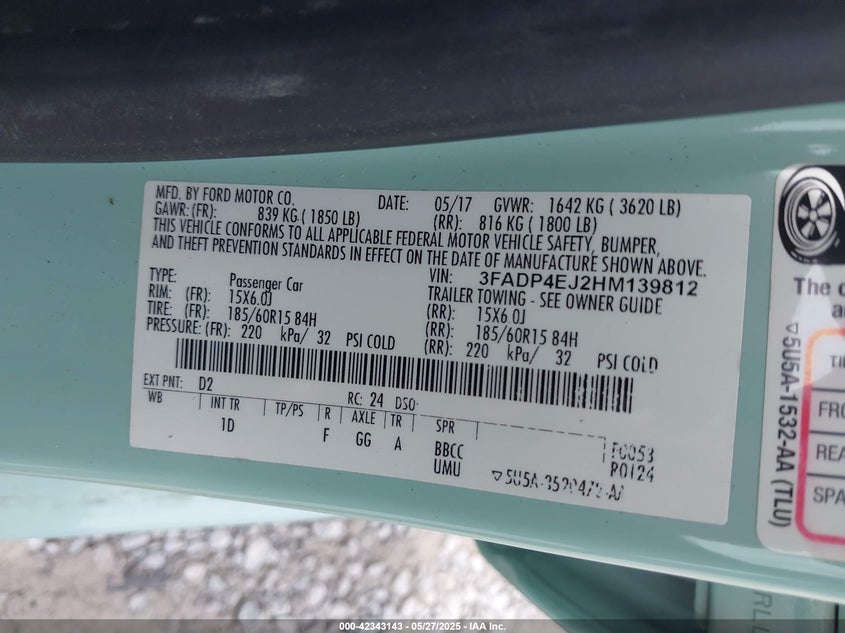 MFD. BY FORD MOTOR CO. DATE: 05/17 GVWR: 1642 KG ( 3620 LB)
GAWR: (FR): 839 KG ( 1850 LB) (RR): 816 KG ( 1800 LB)
THIS VEHICLE CONFORMS TO ALL APPLICABLE FEDERAL MOTOR VEHICLE SAFETY, BUMPER,
AND THEFT PREVENTION STANDARDS IN EFFECT ON THE DATE OF MANUFACTURE SHOWN ABOVE.
VIN: 3FADP4EJ2HM139812
TYPE: Passenger Car TRAILER TOWING - SEE OWNER GUIDE
RIM: (FR): 15X6.0J (RR): 15X6.0J
TIRE: (FR): 185/60R15 84H (RR): 185/60R15 84H
PRESSURE: (FR): 220 kPa/ 32 PSI COLD (RR): 220 kPa/ 32 PSI COLD
EXT PNT: D2 RC: 24 DSO:
WB INT TR TP/PS R AXLE TR SPR
1D F GG A BBCC
UMU
F0053
R0124
▽5U5A-1532-AA (TLU)
The
TI
FRO
REA
SPA
000-42343143 - 05/27/2025 - IAA Inc.